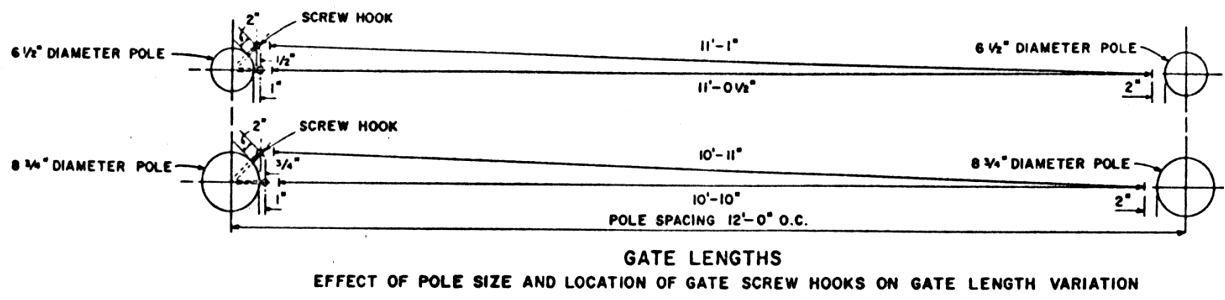 2"
SCREW HOOK
6 1/2" DIAMETER POLE
11'-1"
6 1/2" DIAMETER POLE
1/2"
1"
11'-0 1/2"
2"
2"
SCREW HOOK
8 3/4" DIAMETER POLE
3/4"
10'-11"
8 3/4" DIAMETER POLE
1"
10'-10"
2"
POLE SPACING 12'-0" O.C.
GATE LENGTHS
EFFECT OF POLE SIZE AND LOCATION OF GATE SCREW HOOKS ON GATE LENGTH VARIATION